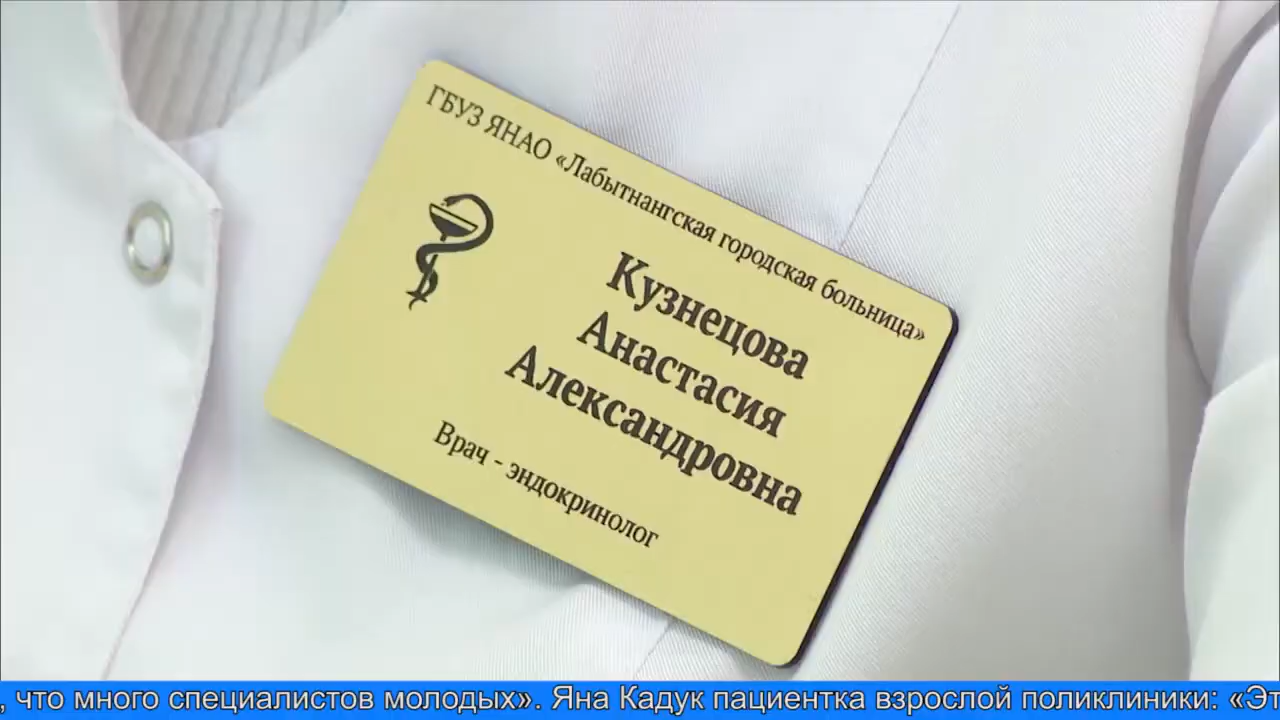 ГБУЗ ЯНАО «Лабытнангская городская больница»
Кузнецова
Анастасия
Александровна
Врач - эндокринолог
, что много специалистов молодых». Яна Кадук пациентка взрослой поликлиники: «Эт